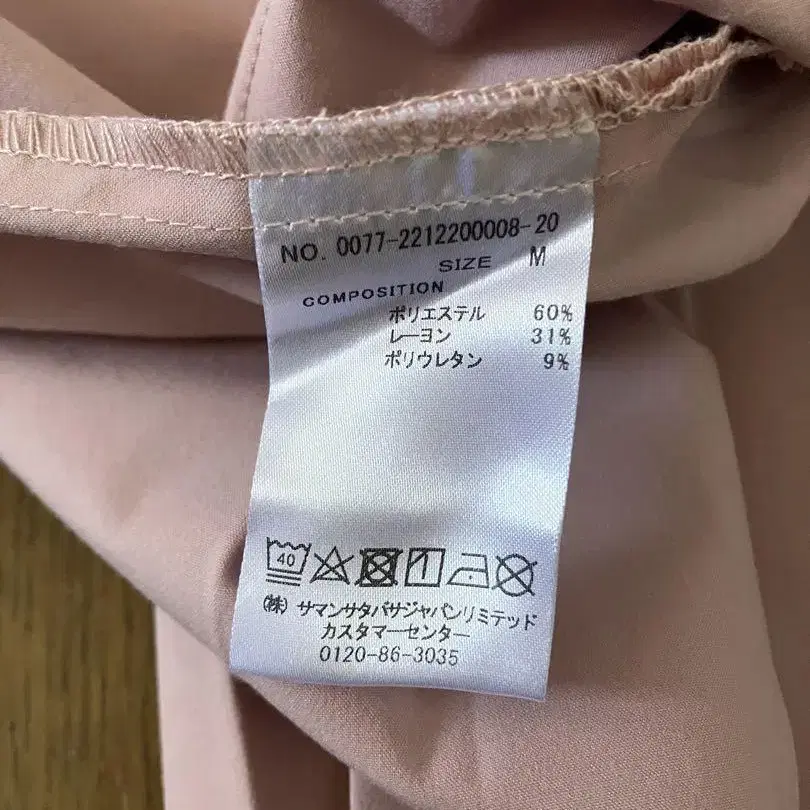 NO. 0077-2212200008-20
SIZE M
COMPOSITION
ポリエステル 60%
レーヨン 31%
ポリウレタン 9%
40
(株) サマンサタバサジャパンリミテッド
カスタマーセンター
0120-86-3035